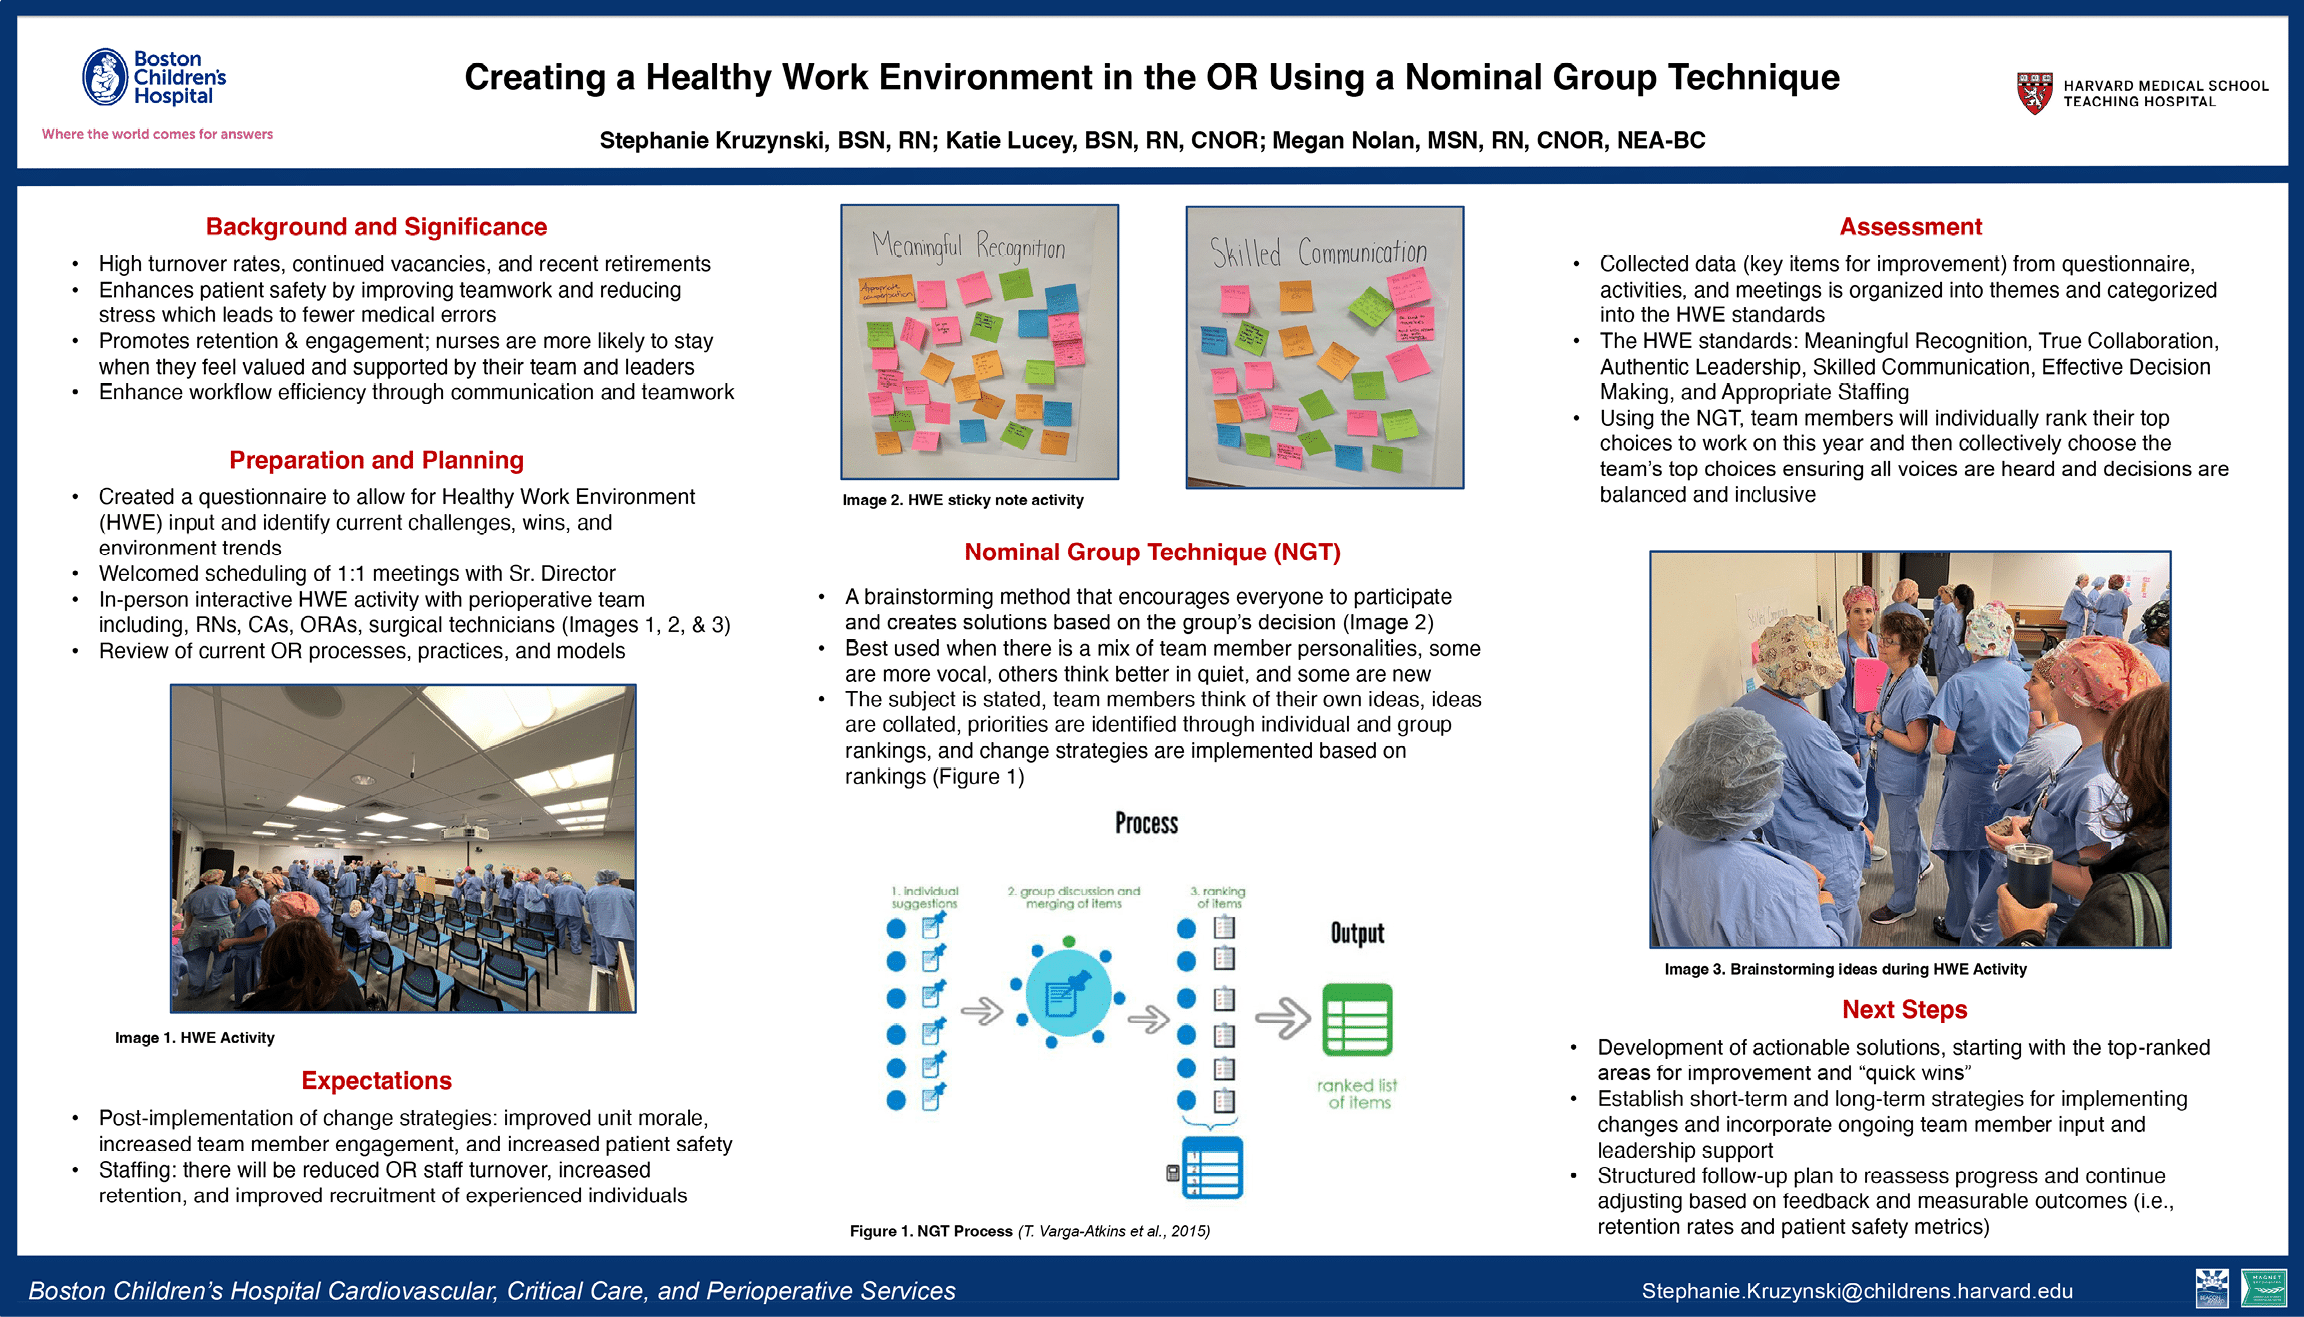 Boston
Children's
Hospital
Where the world comes for answers
Creating a Healthy Work Environment in the OR Using a Nominal Group Technique
Stephanie Kruzynski, BSN, RN; Katie Lucey, BSN, RN, CNOR; Megan Nolan, MSN, RN, CNOR, NEA-BC
HARVARD MEDICAL SCHOOL
TEACHING HOSPITAL
Background and Significance
• High turnover rates, continued vacancies, and recent retirements
• Enhances patient safety by improving teamwork and reducing
stress which leads to fewer medical errors
• Promotes retention & engagement; nurses are more likely to stay
when they feel valued and supported by their team and leaders
• Enhance workflow efficiency through communication and teamwork
Preparation and Planning
• Created a questionnaire to allow for Healthy Work Environment
(HWE) input and identify current challenges, wins, and
environment trends
• Welcomed scheduling of 1:1 meetings with Sr. Director
• In-person interactive HWE activity with perioperative team
including, RNs, CAs, ORAs, surgical technicians (Images 1, 2, & 3)
• Review of current OR processes, practices, and models
Image 1. HWE Activity
Expectations
• Post-implementation of change strategies: improved unit morale,
increased team member engagement, and increased patient safety
• Staffing: there will be reduced OR staff turnover, increased
retention, and improved recruitment of experienced individuals
Meaningful Recognition
Appropriate
compensation
Skilled Communication
Image 2. HWE sticky note activity
Nominal Group Technique (NGT)
• A brainstorming method that encourages everyone to participate
and creates solutions based on the group's decision (Image 2)
• Best used when there is a mix of team member personalities, some
are more vocal, others think better in quiet, and some are new
• The subject is stated, team members think of their own ideas, ideas
are collated, priorities are identified through individual and group
rankings, and change strategies are implemented based on
rankings (Figure 1)
Process
1. individual
suggestions
2. group discussion and
merging of items
3. ranking
of items
Output
ranked list
of items
1
2
3
4
Figure 1. NGT Process (T. Varga-Atkins et al., 2015)
Assessment
• Collected data (key items for improvement) from questionnaire,
activities, and meetings is organized into themes and categorized
into the HWE standards
• The HWE standards: Meaningful Recognition, True Collaboration,
Authentic Leadership, Skilled Communication, Effective Decision
Making, and Appropriate Staffing
• Using the NGT, team members will individually rank their top
choices to work on this year and then collectively choose the
team's top choices ensuring all voices are heard and decisions are
balanced and inclusive
Image 3. Brainstorming ideas during HWE Activity
Next Steps
• Development of actionable solutions, starting with the top-ranked
areas for improvement and “quick wins”
• Establish short-term and long-term strategies for implementing
changes and incorporate ongoing team member input and
leadership support
• Structured follow-up plan to reassess progress and continue
adjusting based on feedback and measurable outcomes (i.e.,
retention rates and patient safety metrics)
Boston Children's Hospital Cardiovascular, Critical Care, and Perioperative Services
Stephanie.Kruzynski@childrens.harvard.edu
BEACON
MAGNET